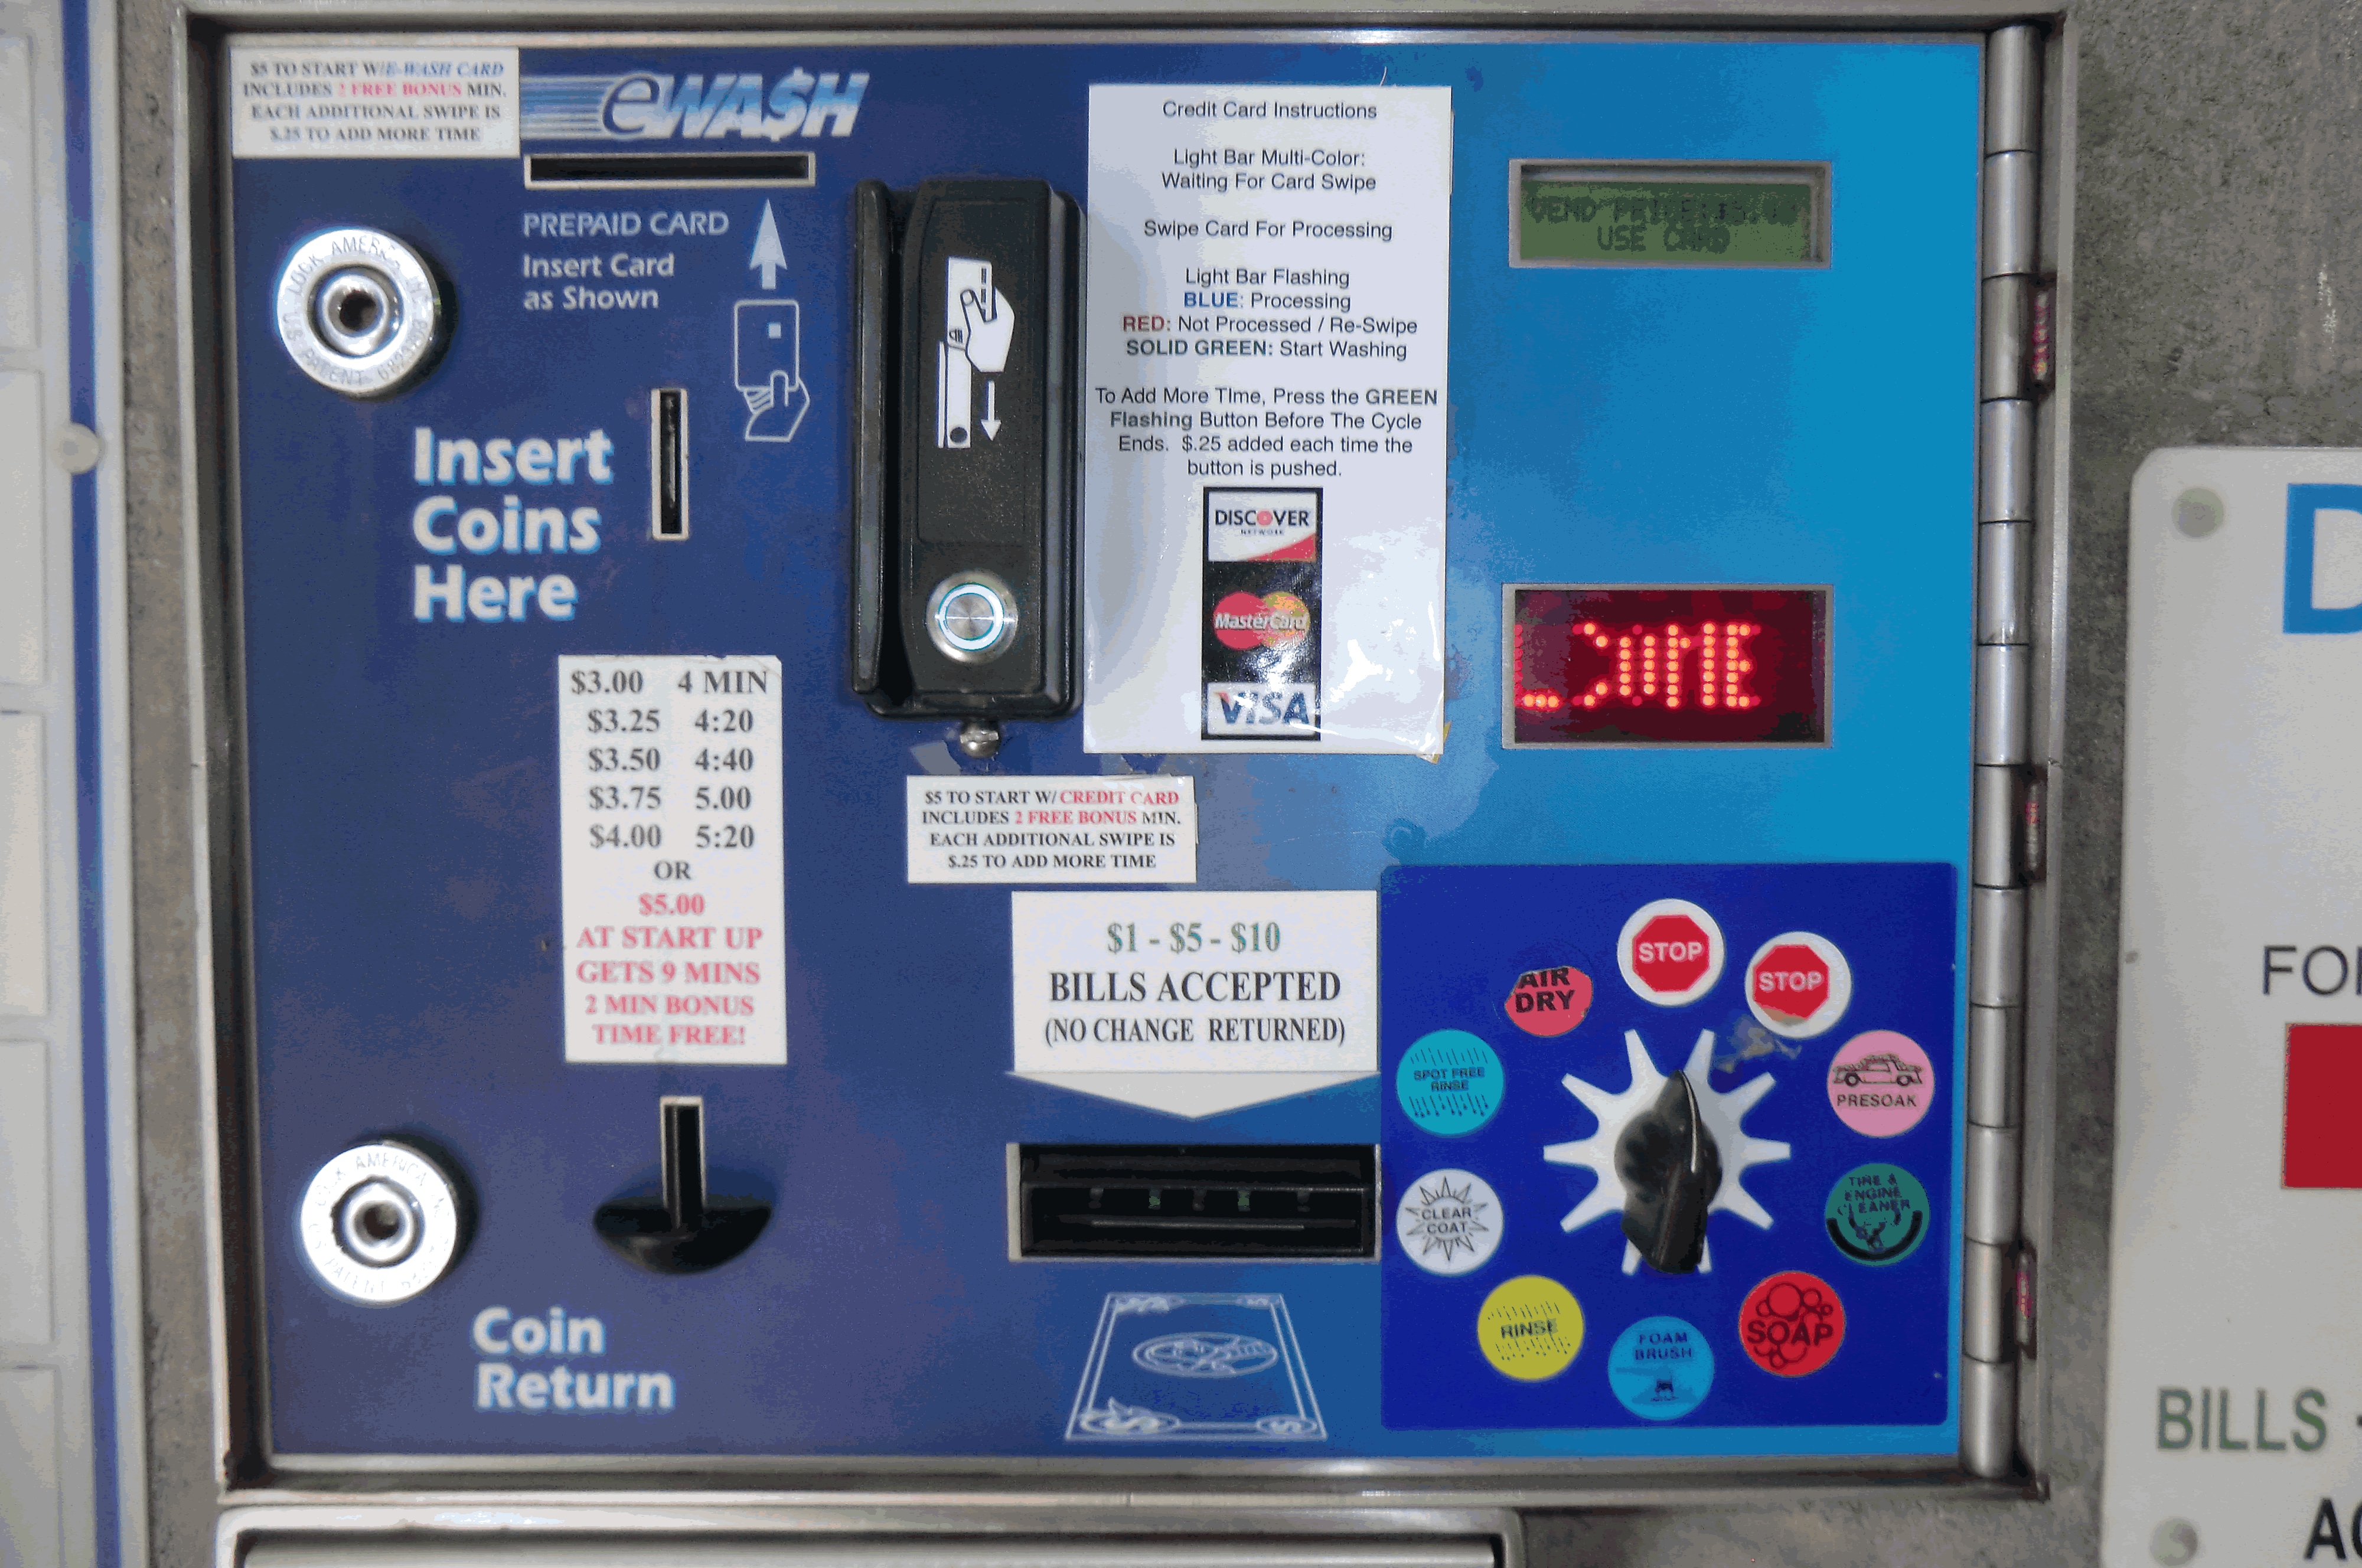 $5 TO START W/E-WASH CARD
INCLUDES 2 FREE BONUS MIN.
EACH ADDITIONAL SWIPE IS
$.25 TO ADD MORE TIME
eWA$H
PREPAID CARD
Insert Card
as Shown
Insert
Coins
Here
Credit Card Instructions
Light Bar Multi-Color:
Waiting For Card Swipe
Swipe Card For Processing
Light Bar Flashing
BLUE: Processing
RED: Not Processed / Re-Swipe
SOLID GREEN: Start Washing
To Add More TIme, Press the GREEN
Flashing Button Before The Cycle
Ends. $.25 added each time the
button is pushed.
DISCOVER
NETWORK
MasterCard
VISA
USE CARD
$3.00 4 MIN
$3.25 4:20
$3.50 4:40
$3.75 5.00
$4.00 5:20
OR
$5.00
AT START UP
GETS 9 MINS
2 MIN BONUS
TIME FREE!
$5 TO START W/ CREDIT CARD
INCLUDES 2 FREE BONUS MIN.
EACH ADDITIONAL SWIPE IS
$.25 TO ADD MORE TIME
$1 - $5 - $10
BILLS ACCEPTED
(NO CHANGE RETURNED)
STOP
STOP
AIR
DRY
SPOT FREE
RINSE
PRESOAK
CLEAR
COAT
TIRE &
ENGINE
CLEANER
RINSE
FOAM
BRUSH
SOAP
Coin
Return
BILLS